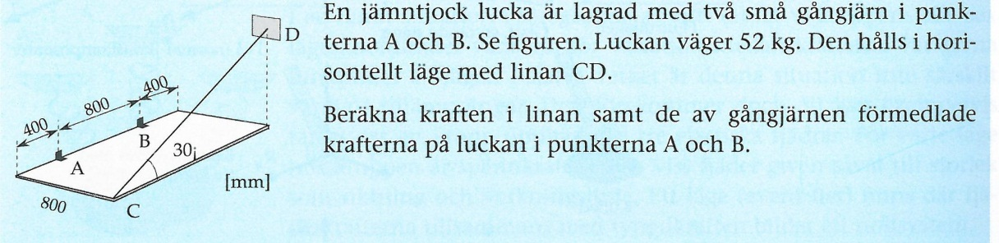 En jämntjock lucka är lagrad med två små gångjärn i punk-
terna A och B. Se figuren. Luckan väger 52 kg. Den hålls i hori-
sontellt läge med linan CD.
Beräkna kraften i linan samt de av gångjärnen förmedlade
krafterna på luckan i punkterna A och B.
D
400
800
400
B
A
30¡
[mm]
800
C